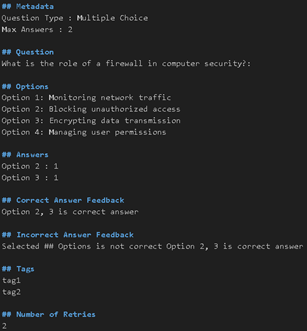 ## Metadata
Question Type : Multiple Choice
Max Answers : 2
## Question
What is the role of a firewall in computer security?:
## Options
Option 1: Monitoring network traffic
Option 2: Blocking unauthorized access
Option 3: Encrypting data transmission
Option 4: Managing user permissions
## Answers
Option 2 : 1
Option 3 : 1
## Correct Answer Feedback
Option 2, 3 is correct answer
## Incorrect Answer Feedback
Selected ## Options is not correct Option 2, 3 is correct answer
## Tags
tag1
tag2
## Number of Retries
2